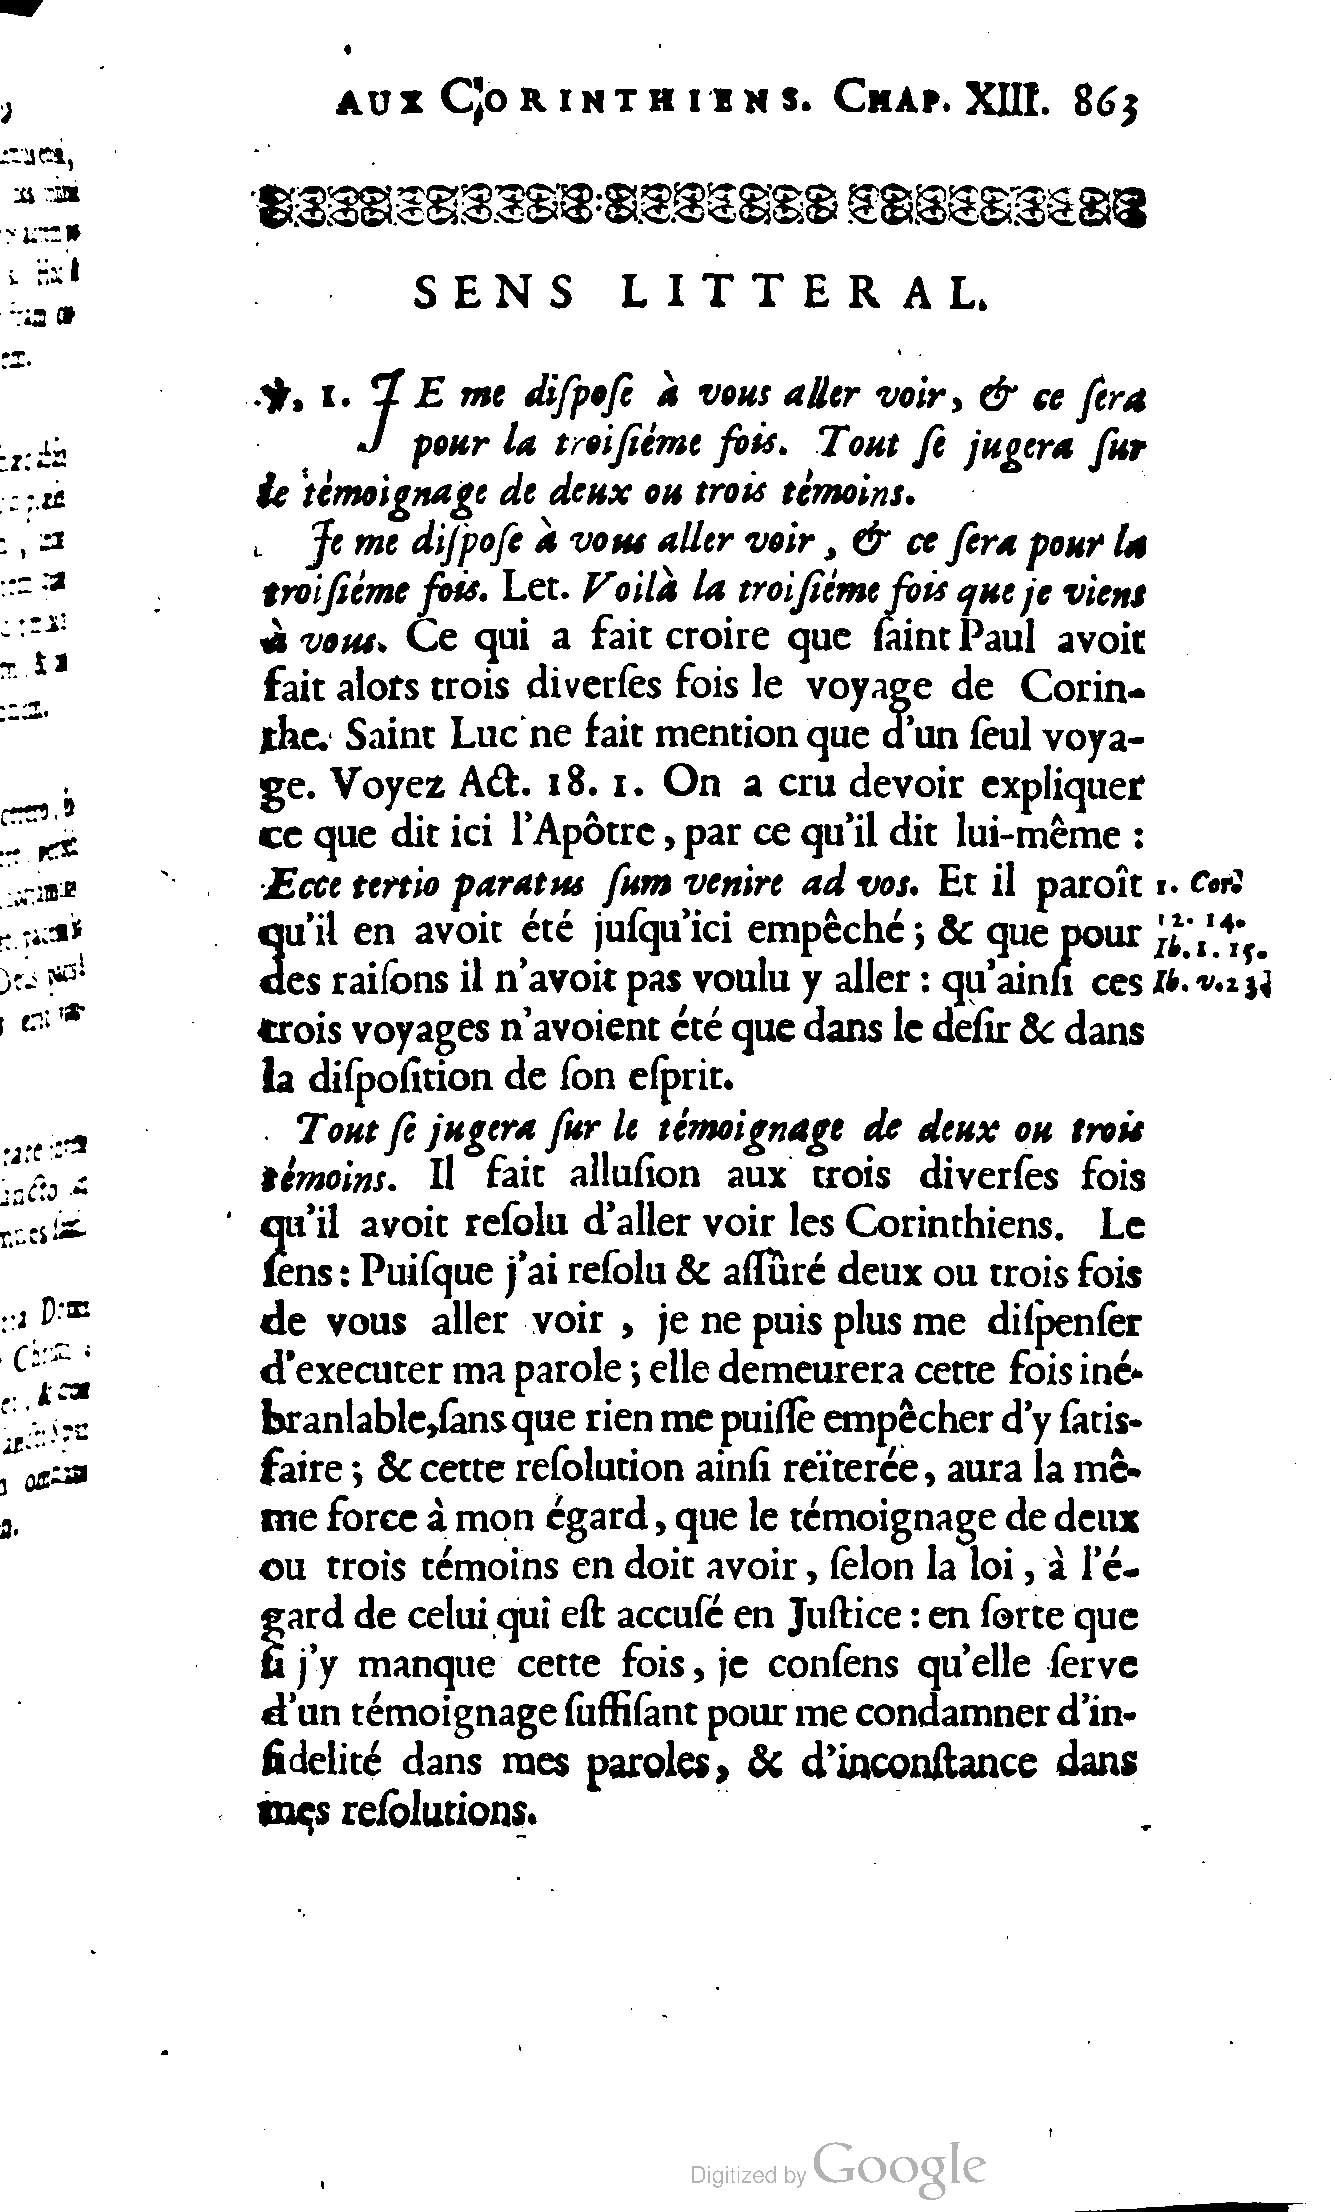 AUX CORINTHIENS. CHAP. XIII. 863
SENS LITTERAL.
℣. 1. JE me diſpoſe à vous aller voir, & ce ſera
pour la troiſiéme fois. Tout ſe jugera ſur
le témoignage de deux ou trois témoins.
Je me diſpoſe à vous aller voir, & ce ſera pour la
troiſiéme fois. Let. Voilà la troiſiéme fois que je viens
à vous. Ce qui a fait croire que ſaint Paul avoit
fait alors trois diverſes fois le voyage de Corin-
the. Saint Luc ne fait mention que d'un ſeul voya-
ge. Voyez Act. 18. 1. On a cru devoir expliquer
ce que dit ici l'Apôtre, par ce qu'il dit lui-même :
Ecce tertio paratus ſum venire ad vos. Et il paroît
1. Cor.
qu'il en avoit été juſqu'ici empêché ; & que pour
12. 14.
Ib. 1. 15.
des raiſons il n'avoit pas voulu y aller : qu'ainſi ces
Ib. v. 23
trois voyages n'avoient été que dans le deſir & dans
la diſpoſition de ſon eſprit.
Tout ſe jugera ſur le témoignage de deux ou trois
témoins. Il fait alluſion aux trois diverſes fois
qu'il avoit reſolu d'aller voir les Corinthiens. Le
ſens : Puiſque j'ai reſolu & aſſûré deux ou trois fois
de vous aller voir, je ne puis plus me diſpenſer
d'executer ma parole ; elle demeurera cette fois iné-
branlable, ſans que rien me puiſſe empêcher d'y ſatis-
faire ; & cette reſolution ainſi reïterée, aura la mê-
me force à mon égard, que le témoignage de deux
ou trois témoins en doit avoir, ſelon la loi, à l'é-
gard de celui qui eſt accuſé en Juſtice : en ſorte que
ſi j'y manque cette fois, je conſens qu'elle ſerve
d'un témoignage ſuffiſant pour me condamner d'in-
fidelité dans mes paroles, & d'inconſtance dans
mes reſolutions.
Digitized by Google